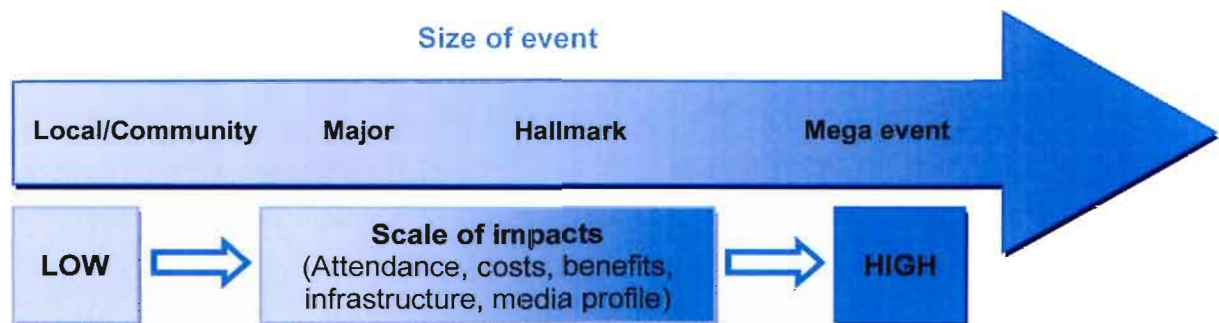 Size of event
Local/Community Major Hallmark Mega event
LOW
Scale of impacts
(Attendance, costs, benefits,
infrastructure, media profile)
HIGH